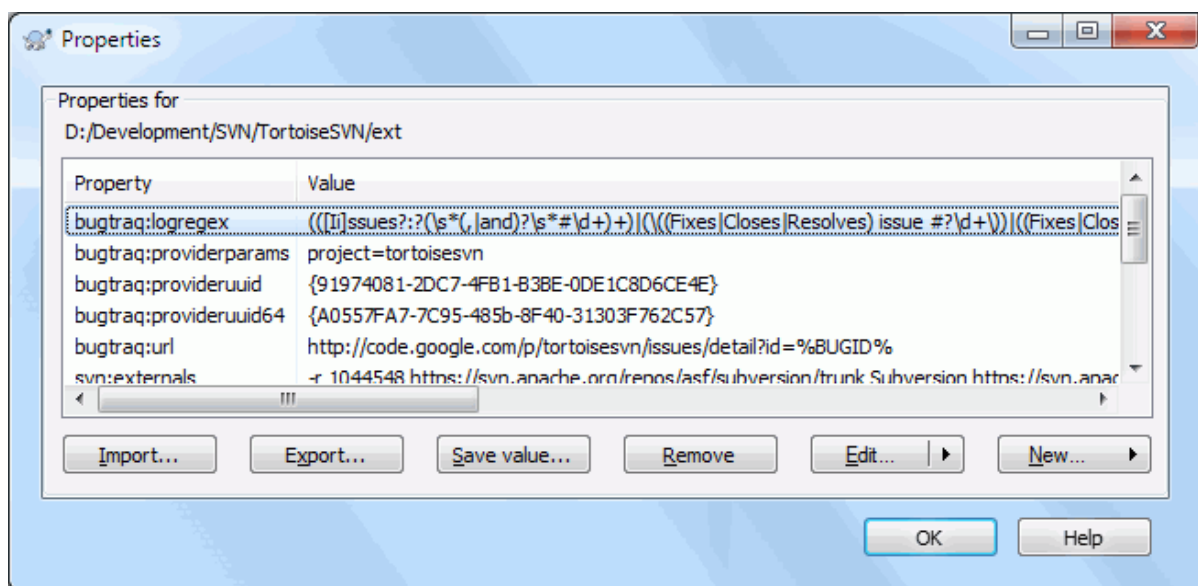 Properties
Properties for
D:/Development/SVN/TortoiseSVN/ext
Property Value
bugtraq:logregex (([Ii]ssues?:?(\s*(,|and)?\s*#\d+)+)|(\((Fixes|Closes|Resolves) issue #?\d+\))|((Fixes|Clos
bugtraq:providerparams project=tortoisesvn
bugtraq:provideruuid {91974081-2DC7-4FB1-B3BE-0DE1C8D6CE4E}
bugtraq:provideruuid64 {A0557FA7-7C95-485b-8F40-31303F762C57}
bugtraq:url http://code.google.com/p/tortoisesvn/issues/detail?id=%BUGID%
svn:externals -r 1044548 https://svn.apache.org/repos/asf/subversion/trunk Subversion https://svn.apac
Import... Export... Save value... Remove Edit... New...
OK Help